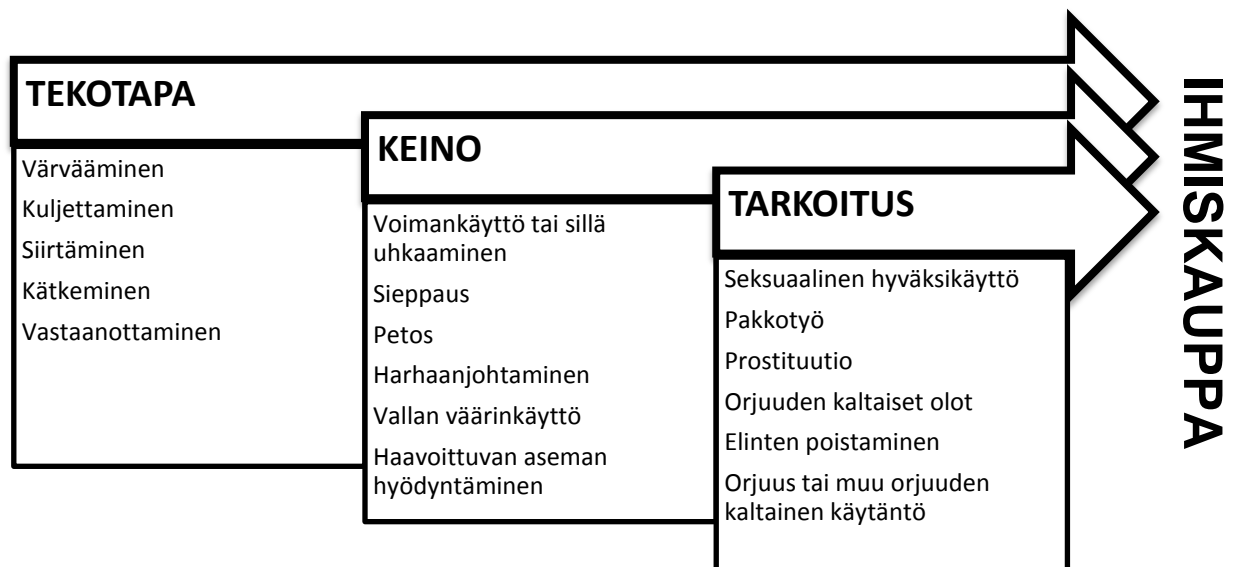 TEKOTAPA
Värvääminen
Kuljettaminen
Siirtäminen
Kätkeminen
Vastaanottaminen
KEINO
Voimankäyttö tai sillä
uhkaaminen
Sieppaus
Petos
Harhaanjohtaminen
Vallan väärinkäyttö
Haavoittuvan aseman
hyödyntäminen
TARKOITUS
Seksuaalinen hyväksikäyttö
Pakkotyö
Prostituutio
Orjuuden kaltaiset olot
Elinten poistaminen
Orjuus tai muu orjuuden
kaltainen käytäntö
IHMISKAUPPA